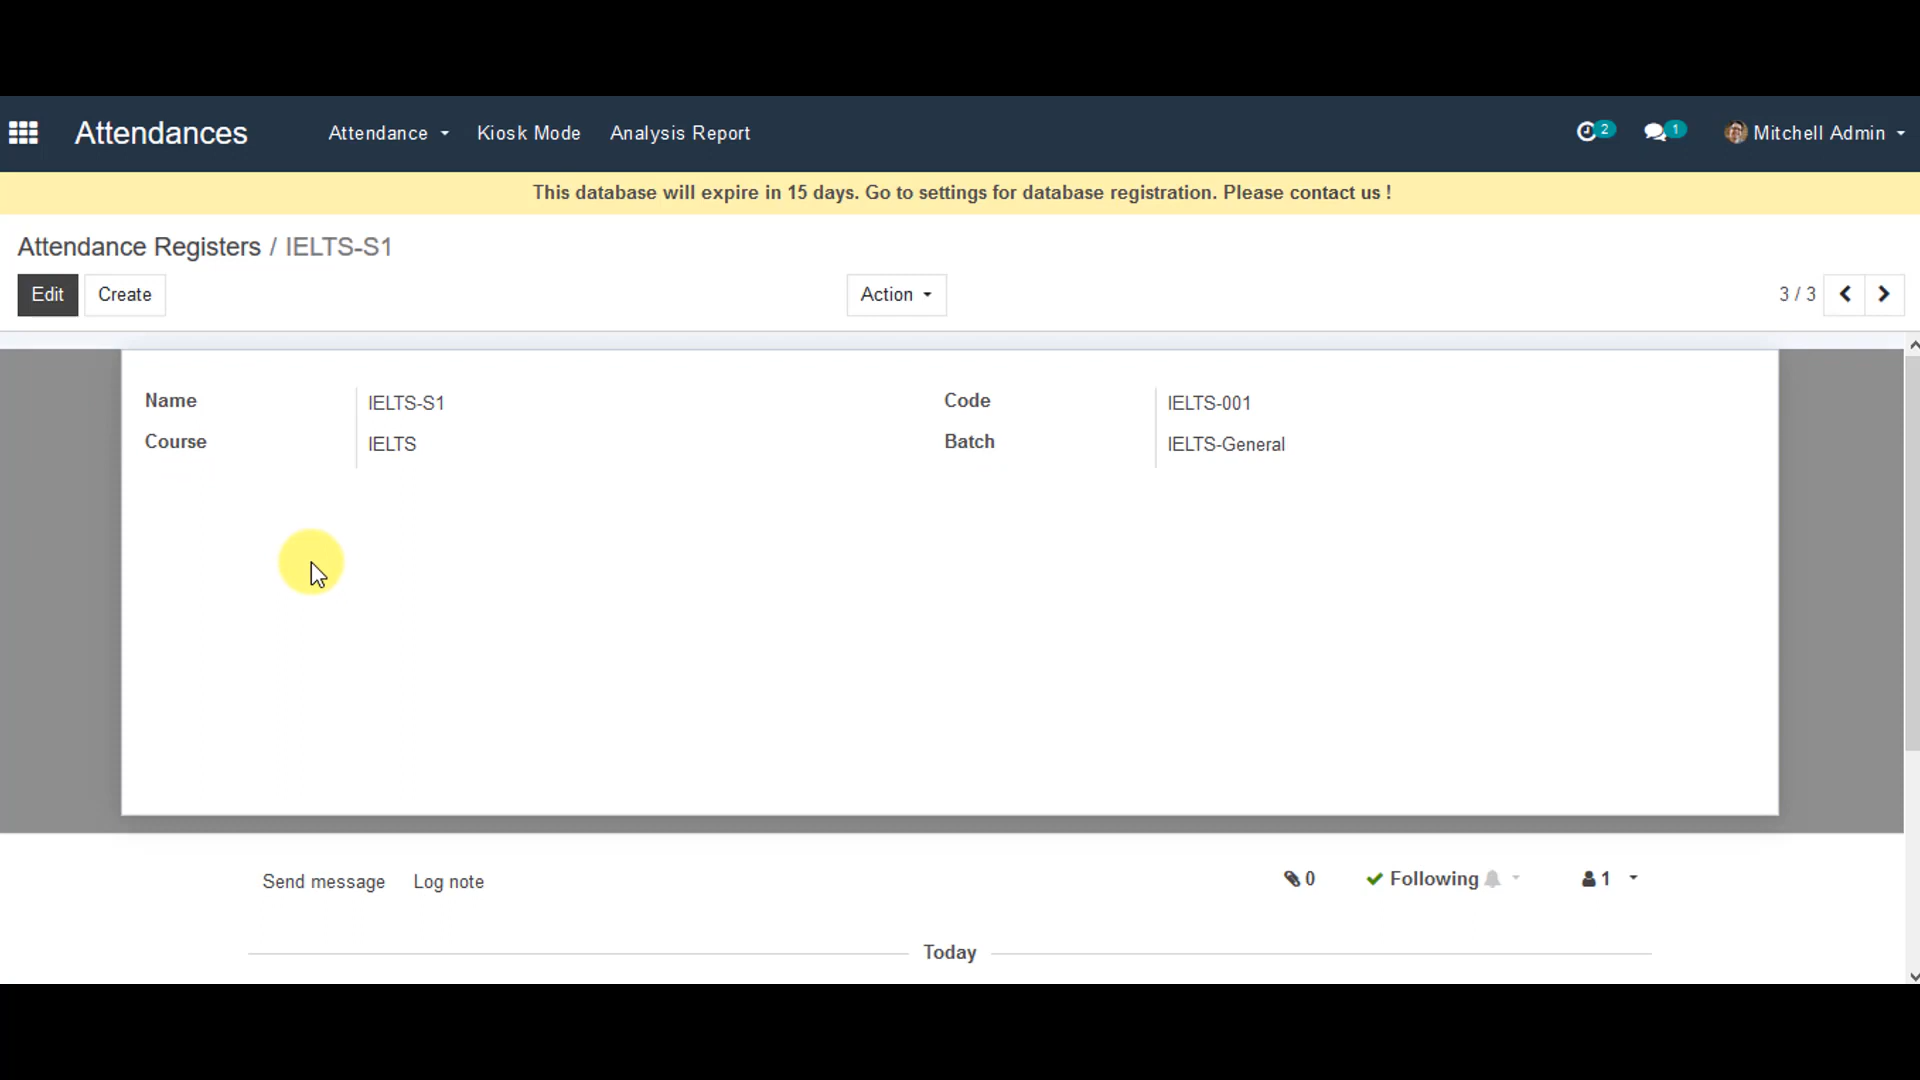 Attendances
Attendance
Kiosk Mode
Analysis Report
2
1
Mitchell Admin
This database will expire in 15 days. Go to settings for database registration. Please contact us !
Attendance Registers / IELTS-S1
Edit
Create
Action
3 / 3
Name
IELTS-S1
Code
IELTS-001
Course
IELTS
Batch
IELTS-General
Send message
Log note
0
Following
1
Today